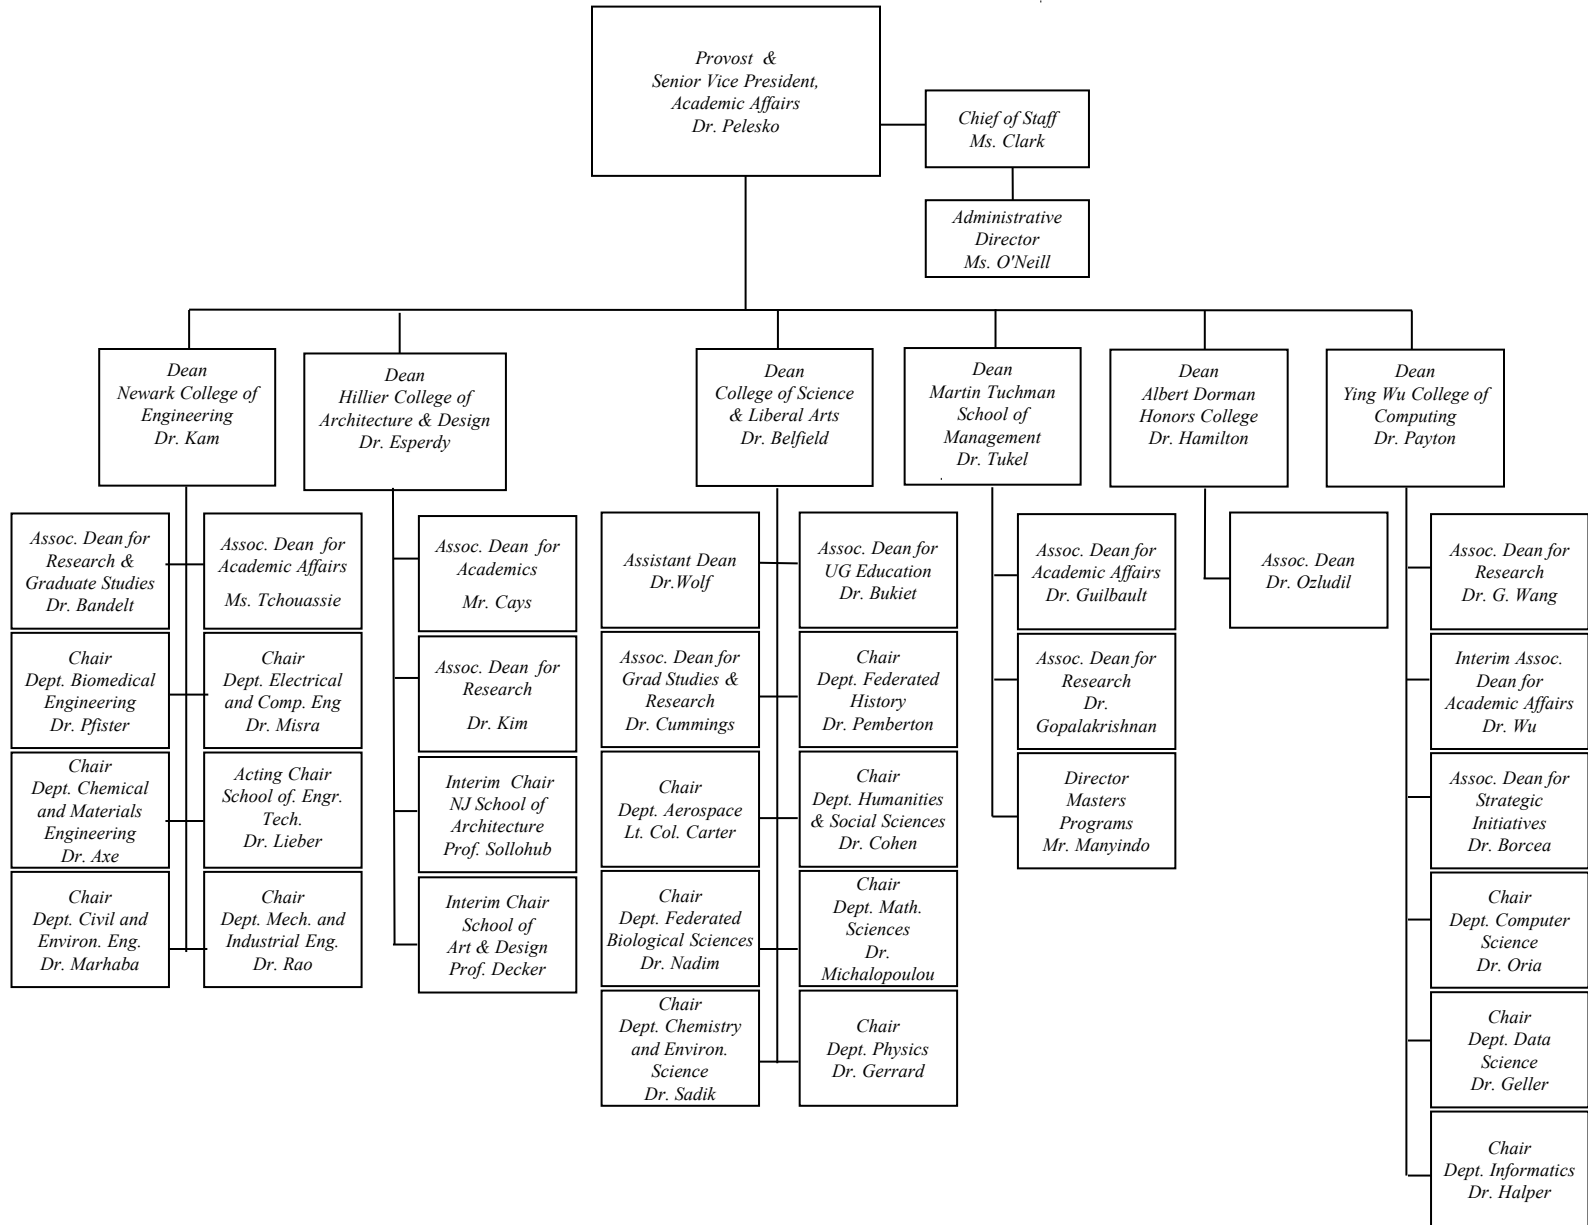 Provost &
Senior Vice President,
Academic Affairs
Dr. Pelesko
Chief of Staff
Ms. Clark
Administrative
Director
Ms. O'Neill
Dean
Newark College of
Engineering
Dr. Kam
Dean
Hillier College of
Architecture & Design
Dr. Esperdy
Dean
College of Science
& Liberal Arts
Dr. Belfield
Dean
Martin Tuchman
School of
Management
Dr. Tukel
Dean
Albert Dorman
Honors College
Dr. Hamilton
Dean
Ying Wu College of
Computing
Dr. Payton
Assoc. Dean for
Research &
Graduate Studies
Dr. Bandelt
Assoc. Dean for
Academic Affairs
Ms. Tchouassie
Chair
Dept. Biomedical
Engineering
Dr. Pfister
Chair
Dept. Electrical
and Comp. Eng
Dr. Misra
Chair
Dept. Chemical
and Materials
Engineering
Dr. Axe
Acting Chair
School of. Engr.
Tech.
Dr. Lieber
Chair
Dept. Civil and
Environ. Eng.
Dr. Marhaba
Chair
Dept. Mech. and
Industrial Eng.
Dr. Rao
Assoc. Dean for
Academics
Mr. Cays
Assoc. Dean for
Research
Dr. Kim
Interim Chair
NJ School of
Architecture
Prof. Sollohub
Interim Chair
School of
Art & Design
Prof. Decker
Assistant Dean
Dr.Wolf
Assoc. Dean for
UG Education
Dr. Bukiet
Assoc. Dean for
Grad Studies &
Research
Dr. Cummings
Chair
Dept. Federated
History
Dr. Pemberton
Chair
Dept. Aerospace
Lt. Col. Carter
Chair
Dept. Humanities
& Social Sciences
Dr. Cohen
Chair
Dept. Federated
Biological Sciences
Dr. Nadim
Chair
Dept. Math.
Sciences
Dr.
Michalopoulou
Chair
Dept. Chemistry
and Environ.
Science
Dr. Sadik
Chair
Dept. Physics
Dr. Gerrard
Assoc. Dean for
Academic Affairs
Dr. Guilbault
Assoc. Dean for
Research
Dr.
Gopalakrishnan
Director
Masters
Programs
Mr. Manyindo
Assoc. Dean
Dr. Ozludil
Assoc. Dean for
Research
Dr. G. Wang
Interim Assoc.
Dean for
Academic Affairs
Dr. Wu
Assoc. Dean for
Strategic
Initiatives
Dr. Borcea
Chair
Dept. Computer
Science
Dr. Oria
Chair
Dept. Data
Science
Dr. Geller
Chair
Dept. Informatics
Dr. Halper